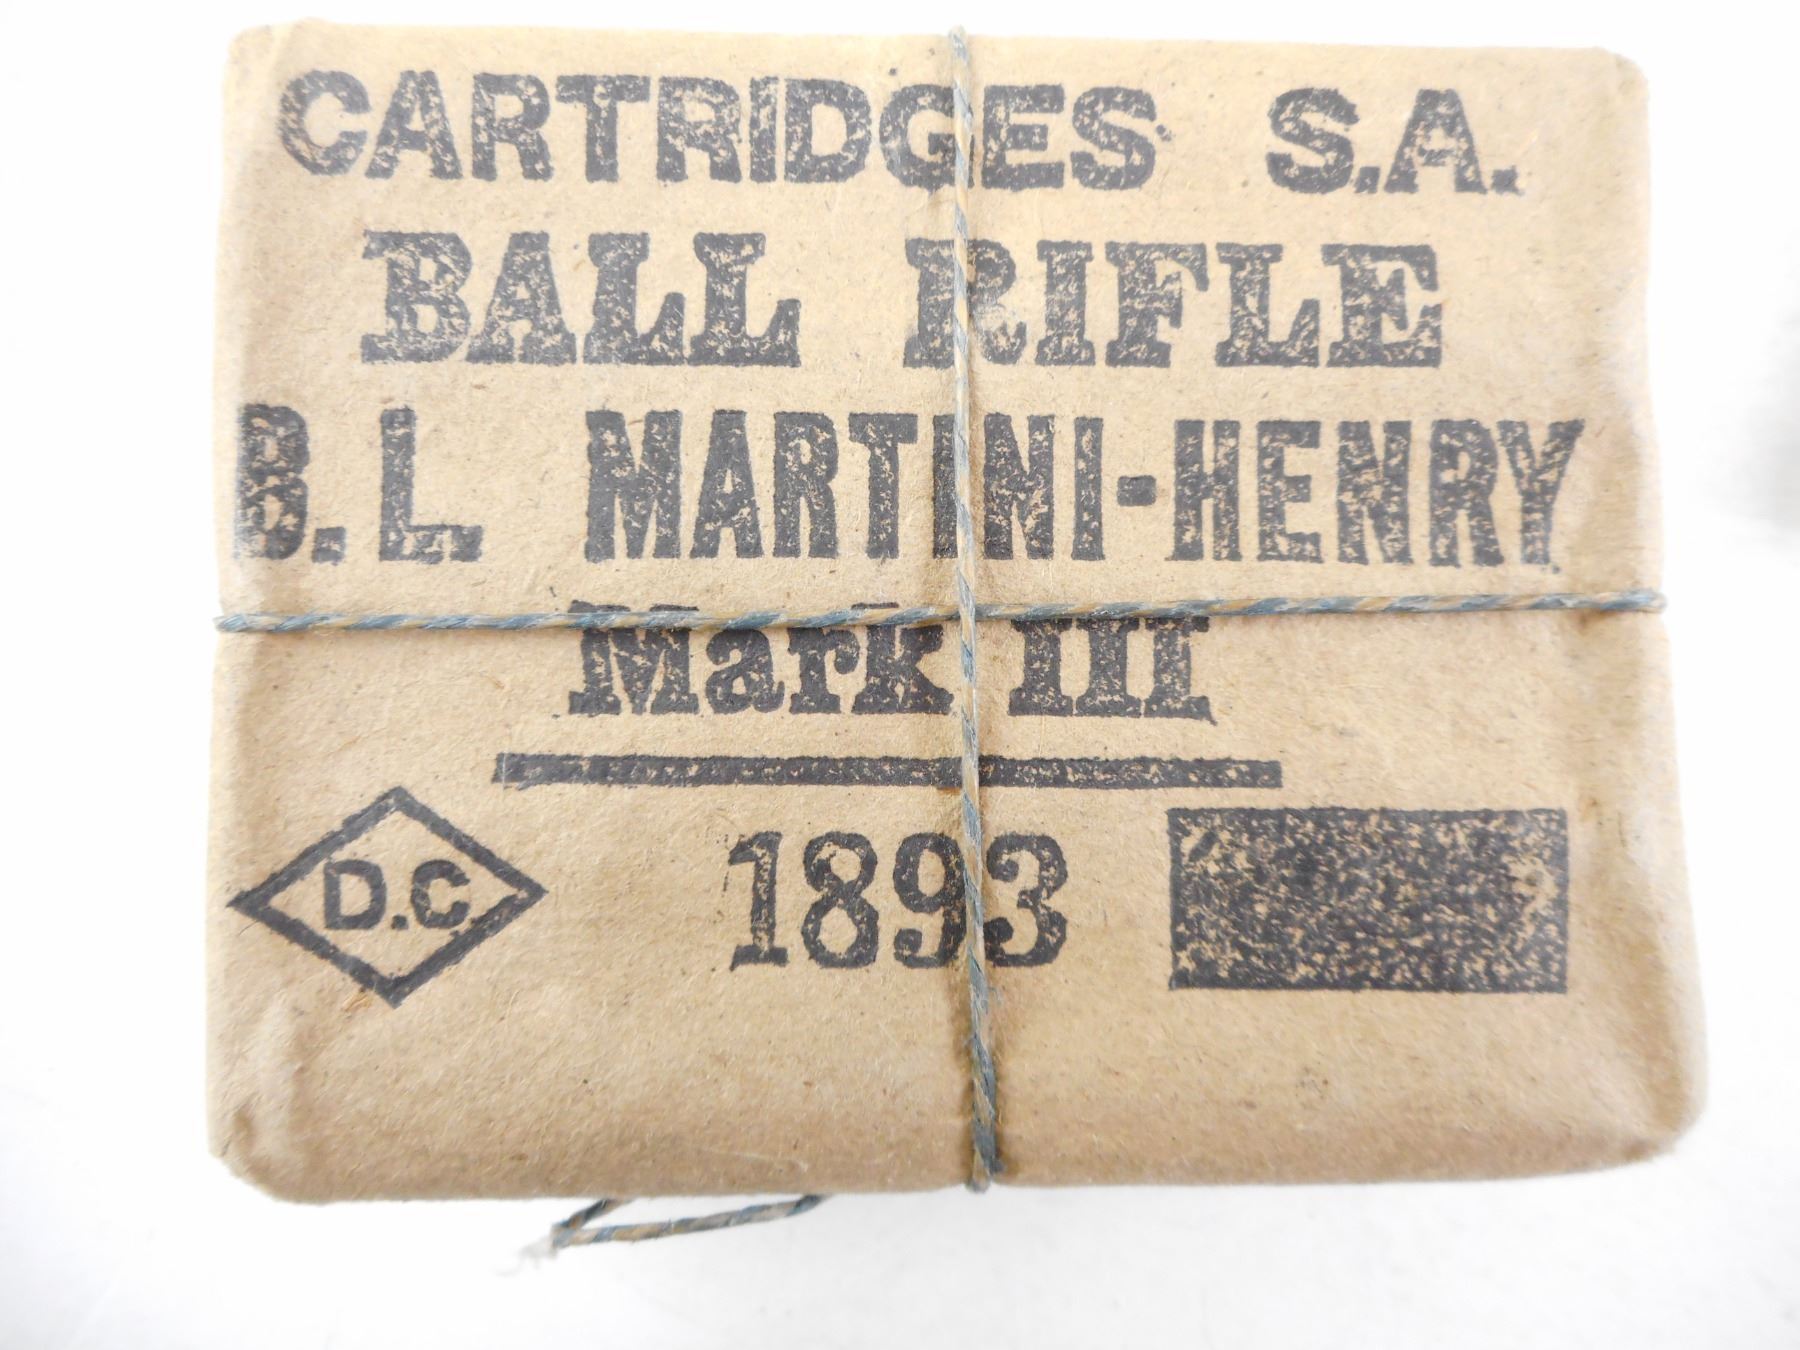 CARTRIDGES S.A.
BALL RIFLE
B.L. MARTINI-HENRY
Mark III
D.C. 1893